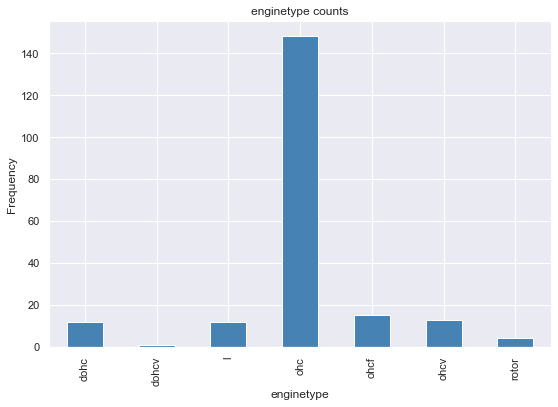 enginetype counts
Frequency
140
120
100
80
60
40
20
0
dohc
dohcv
l
ohc
ohcf
ohcv
rotor
enginetype